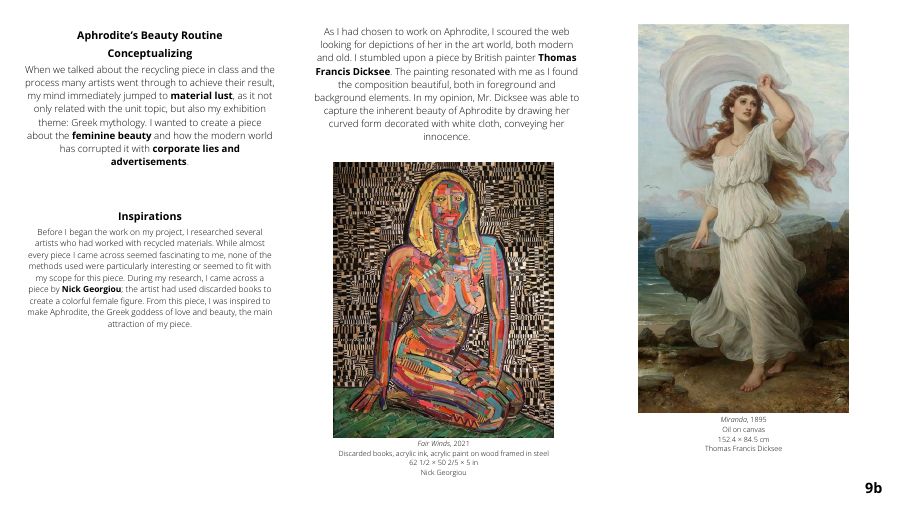 Aphrodite’s Beauty Routine
Conceptualizing
When we talked about the recycling piece in class and the
process many artists went through to achieve their result,
my mind immediately jumped to material lust, as it not
only related with the unit topic, but also my exhibition
theme: Greek mythology. I wanted to create a piece
about the feminine beauty and how the modern world
has corrupted it with corporate lies and
advertisements.
Inspirations
Before I began the work on my project, I researched several
artists who had worked with recycled materials. While almost
every piece I came across seemed fascinating to me, none of the
methods used were particularly interesting or seemed to fit with
my scope for this piece. During my research, I came across a
piece by Nick Georgiou; the artist had used discarded books to
create a colorful female figure. From this piece, I was inspired to
make Aphrodite, the Greek goddess of love and beauty, the main
attraction of my piece.
As I had chosen to work on Aphrodite, I scoured the web
looking for depictions of her in the art world, both modern
and old. I stumbled upon a piece by British painter Thomas
Francis Dicksee. The painting resonated with me as I found
the composition beautiful, both in foreground and
background elements. In my opinion, Mr. Dicksee was able to
capture the inherent beauty of Aphrodite by drawing her
curved form decorated with white cloth, conveying her
innocence.
Fair Winds, 2021
Discarded books, acrylic ink, acrylic paint on wood framed in steel
62 1/2 × 50 2/5 × 5 in
Nick Georgiou
Miranda, 1895
Oil on canvas
152.4 × 84.5 cm
Thomas Francis Dicksee
9b